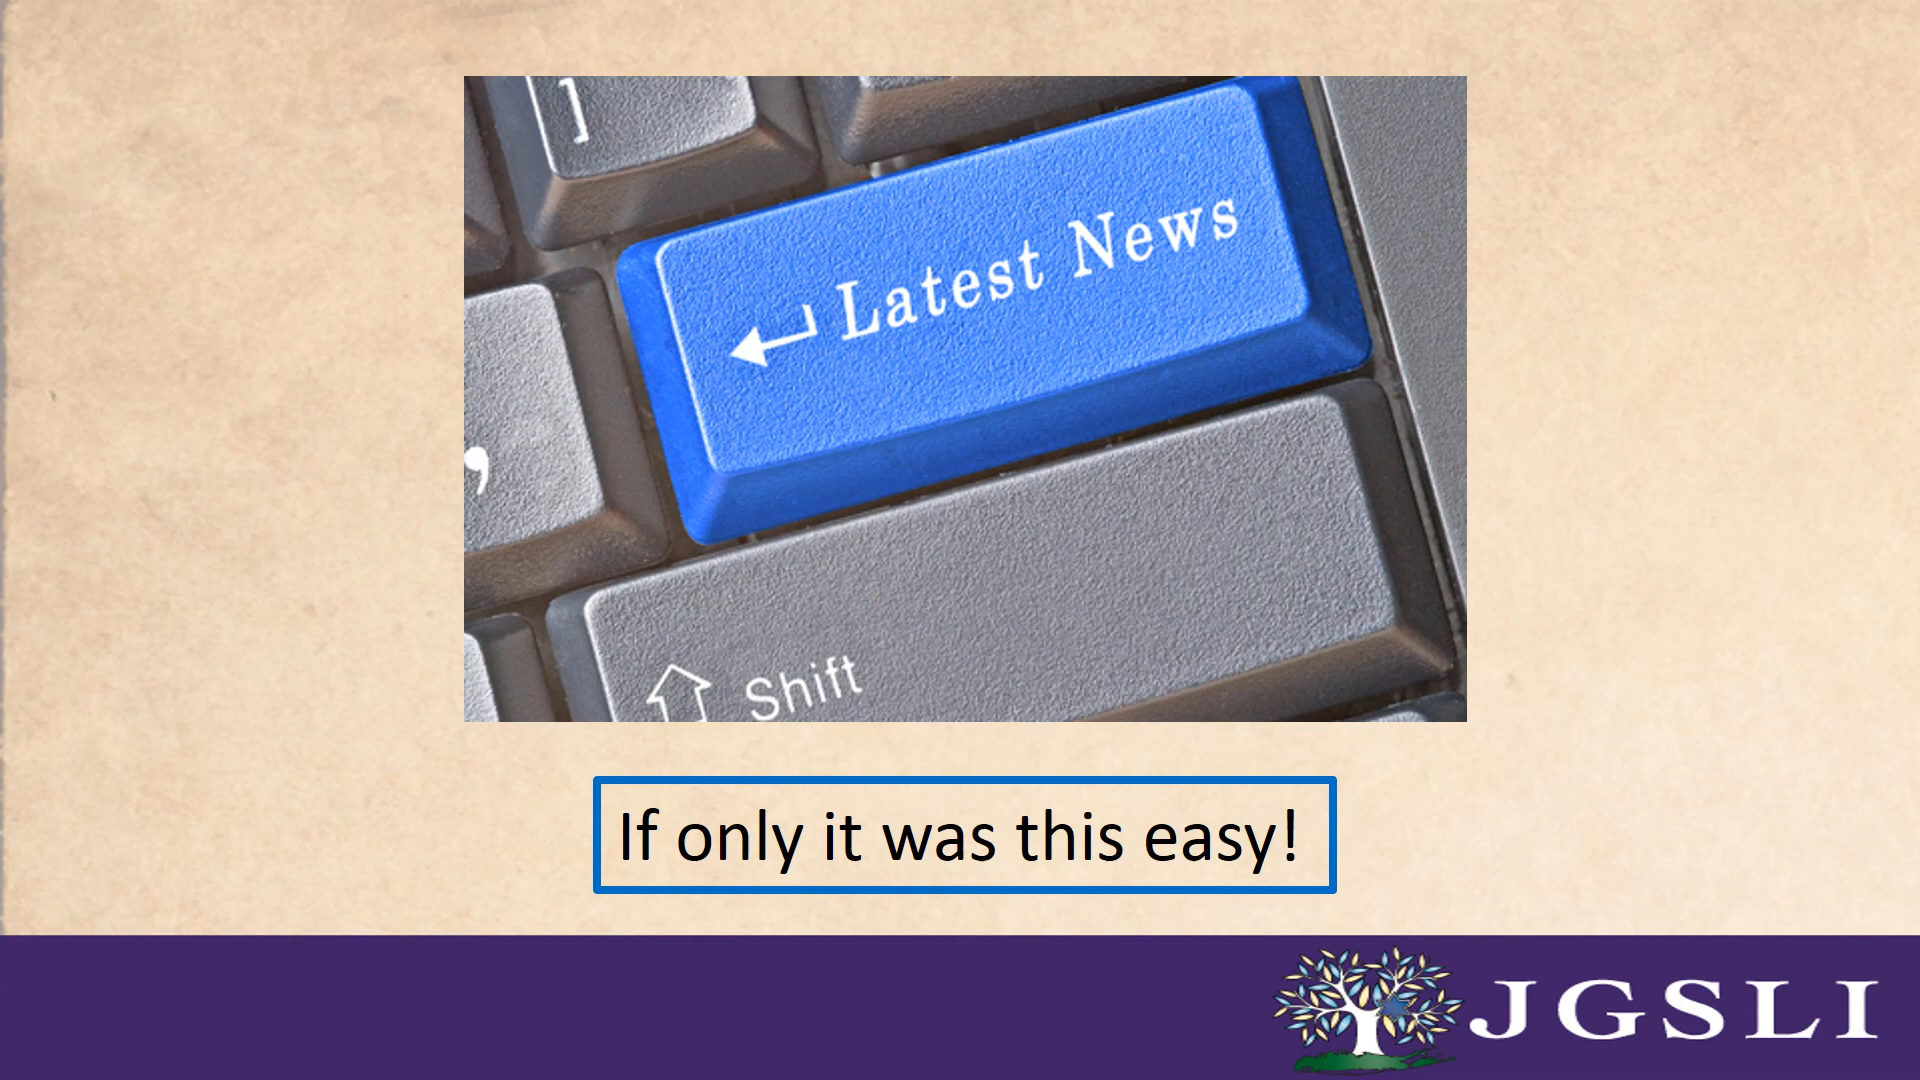 ]
Latest News
,
Shift
If only it was this easy!
JGSLI